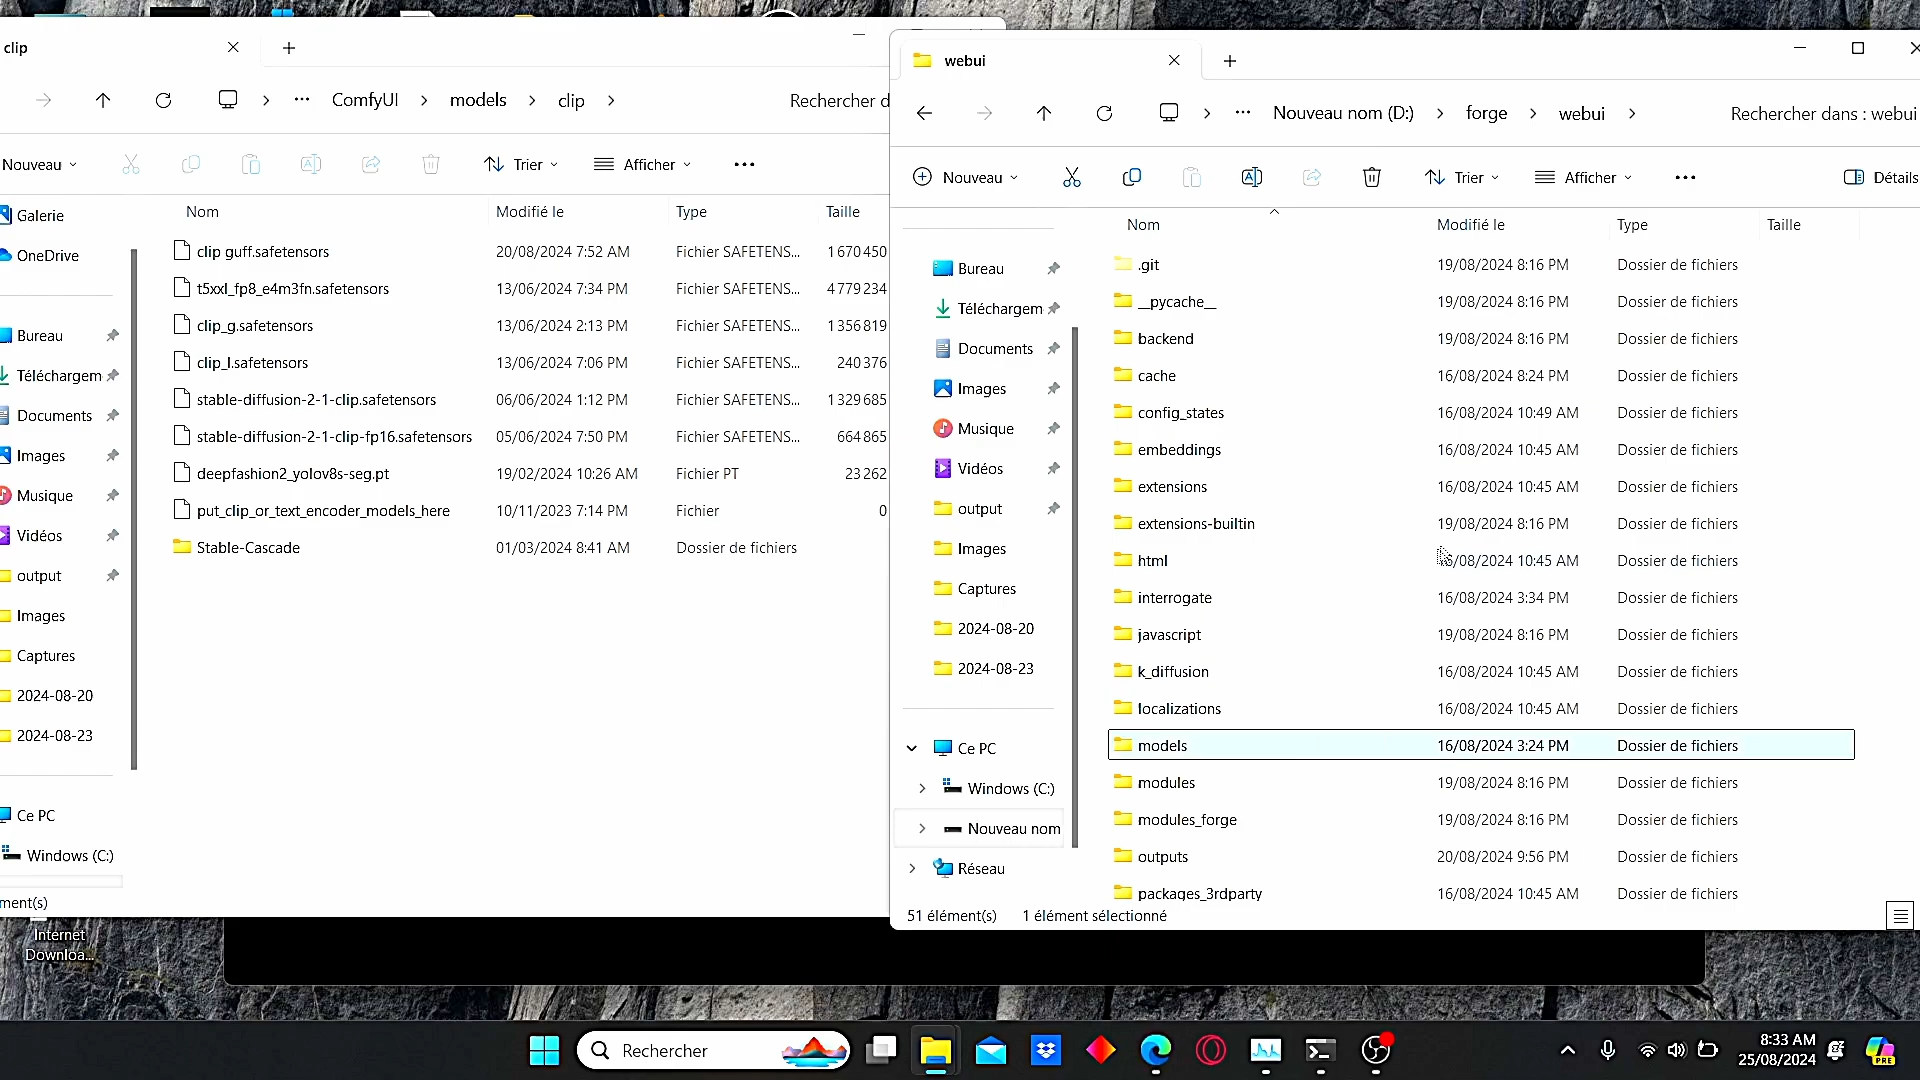 clip
ComfyUI
models
clip
Rechercher d
Nouveau
Trier
Afficher
Nom Modifié le Type Taille
Galerie
OneDrive
Bureau
Téléchargem
Documents
Images
Musique
Vidéos
output
Images
Captures
2024-08-20
2024-08-23
Ce PC
Windows (C:)
ment(s)
clip guff.safetensors 20/08/2024 7:52 AM Fichier SAFETENS... 1 670 450
t5xxl_fp8_e4m3fn.safetensors 13/06/2024 7:34 PM Fichier SAFETENS... 4 779 234
clip_g.safetensors 13/06/2024 2:13 PM Fichier SAFETENS... 1 356 819
clip_l.safetensors 13/06/2024 7:06 PM Fichier SAFETENS... 240 376
stable-diffusion-2-1-clip.safetensors 06/06/2024 1:12 PM Fichier SAFETENS... 1 329 685
stable-diffusion-2-1-clip-fp16.safetensors 05/06/2024 7:50 PM Fichier SAFETENS... 664 865
deepfashion2_yolov8s-seg.pt 19/02/2024 10:26 AM Fichier PT 23 262
put_clip_or_text_encoder_models_here 10/11/2023 7:14 PM Fichier 0
Stable-Cascade 01/03/2024 8:41 AM Dossier de fichiers
webui
Nouveau nom (D:)
forge
webui
Rechercher dans : webui
Nouveau
Trier
Afficher
Détails
Nom Modifié le Type Taille
Bureau
Téléchargem
Documents
Images
Musique
Vidéos
output
Images
Captures
2024-08-20
2024-08-23
Ce PC
Windows (C:)
Nouveau nom
Réseau
.git 19/08/2024 8:16 PM Dossier de fichiers
__pycache__ 19/08/2024 8:16 PM Dossier de fichiers
backend 19/08/2024 8:16 PM Dossier de fichiers
cache 16/08/2024 8:24 PM Dossier de fichiers
config_states 16/08/2024 10:49 AM Dossier de fichiers
embeddings 16/08/2024 10:45 AM Dossier de fichiers
extensions 16/08/2024 10:45 AM Dossier de fichiers
extensions-builtin 19/08/2024 8:16 PM Dossier de fichiers
html 16/08/2024 10:45 AM Dossier de fichiers
interrogate 16/08/2024 3:34 PM Dossier de fichiers
javascript 19/08/2024 8:16 PM Dossier de fichiers
k_diffusion 16/08/2024 10:45 AM Dossier de fichiers
localizations 16/08/2024 10:45 AM Dossier de fichiers
models 16/08/2024 3:24 PM Dossier de fichiers
modules 19/08/2024 8:16 PM Dossier de fichiers
modules_forge 19/08/2024 8:16 PM Dossier de fichiers
outputs 20/08/2024 9:56 PM Dossier de fichiers
packages_3rdparty 16/08/2024 10:45 AM Dossier de fichiers
51 élément(s) 1 élément sélectionné
Internet
Downloa...
Rechercher
8:33 AM
25/08/2024
PRE